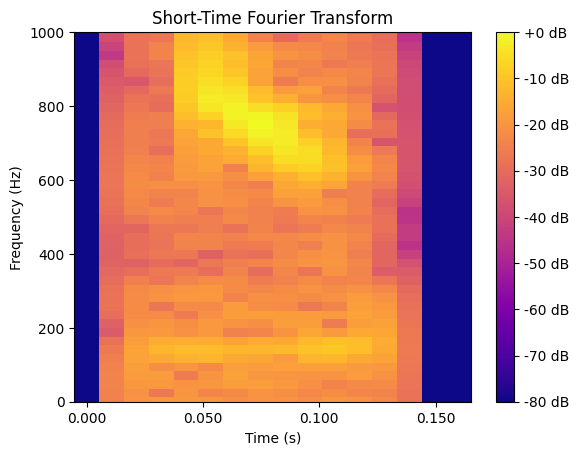 Short-Time Fourier Transform
Frequency (Hz)
1000
800
600
400
200
0
0.000
0.050
0.100
0.150
Time (s)
+0 dB
-10 dB
-20 dB
-30 dB
-40 dB
-50 dB
-60 dB
-70 dB
-80 dB